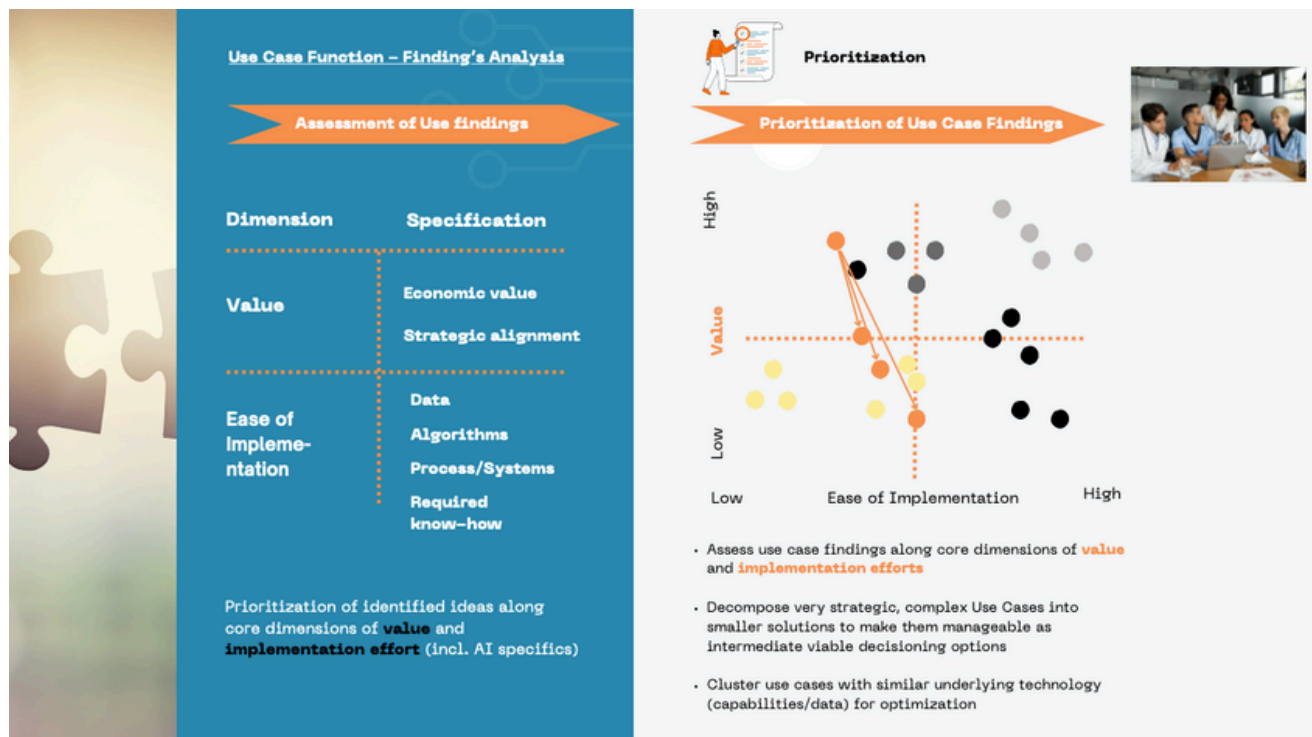 Use Case Function – Finding's Analysis
Assessment of Use findings
Dimension
Specification
Value
Economic value
Strategic alignment
Ease of
Impleme-
ntation
Data
Algorithms
Process/Systems
Required
know-how
Prioritization of identified ideas along
core dimensions of value and
implementation effort (incl. AI specifics)
Prioritization
Prioritization of Use Case Findings
High
Value
Low
Low
Ease of Implementation
High
• Assess use case findings along core dimensions of value
and implementation efforts
• Decompose very strategic, complex Use Cases into
smaller solutions to make them manageable as
intermediate viable decisioning options
• Cluster use cases with similar underlying technology
(capabilities/data) for optimization